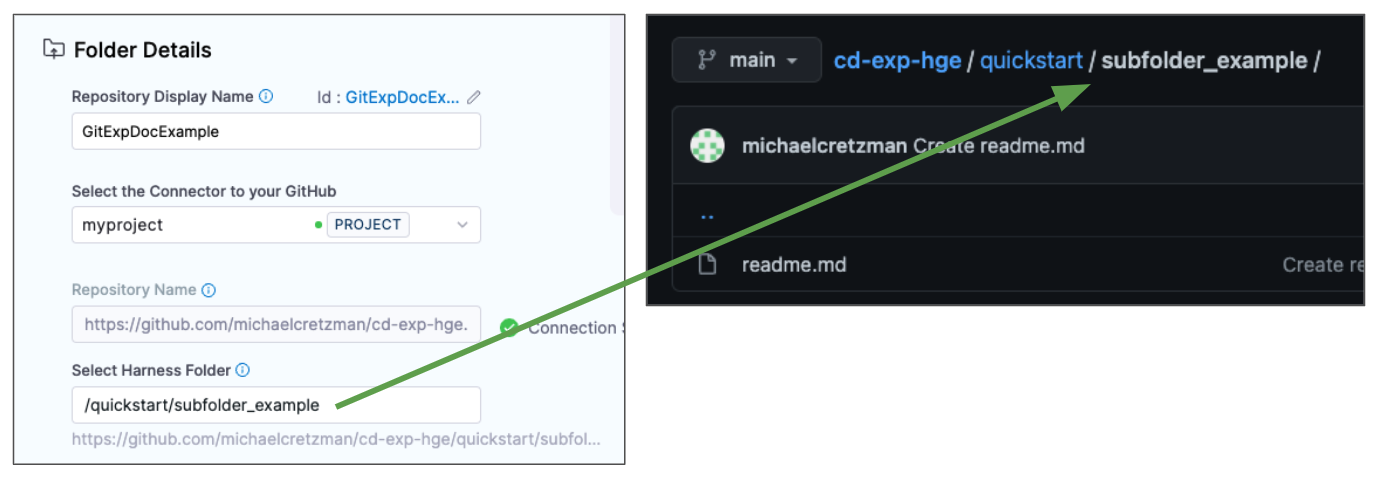 Folder Details
Repository Display Name Id : GitExpDocEx...
GitExpDocExample
Select the Connector to your GitHub
myproject PROJECT
Repository Name
https://github.com/michaelcretzman/cd-exp-hge.
Connection
Select Harness Folder
/quickstart/subfolder_example
https://github.com/michaelcretzman/cd-exp-hge/quickstart/subfol...
main cd-exp-hge / quickstart / subfolder_example /
michaelcretzman Create readme.md
..
readme.md Create re